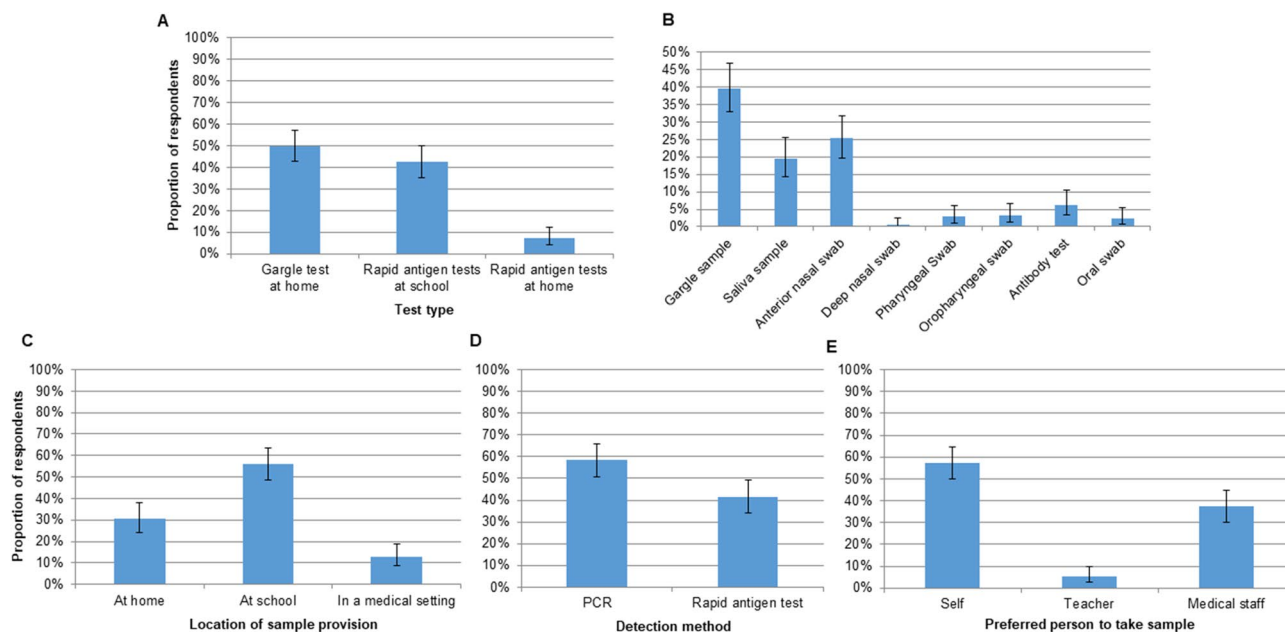 A
Proportion of respondents
100%
90%
80%
70%
60%
50%
40%
30%
20%
10%
0%
Gargle test
at home
Rapid antigen tests
at school
Rapid antigen tests
at home
Test type
B
50%
45%
40%
35%
30%
25%
20%
15%
10%
5%
0%
Gargle sample
Saliva sample
Anterior nasal swab
Deep nasal swab
Pharyngeal Swab
Oropharyngeal swab
Antibody test
Oral swab
C
Proportion of respondents
100%
90%
80%
70%
60%
50%
40%
30%
20%
10%
0%
At home
At school
In a medical setting
Location of sample provision
D
100%
90%
80%
70%
60%
50%
40%
30%
20%
10%
0%
PCR
Rapid antigen test
Detection method
E
100%
90%
80%
70%
60%
50%
40%
30%
20%
10%
0%
Self
Teacher
Medical staff
Preferred person to take sample